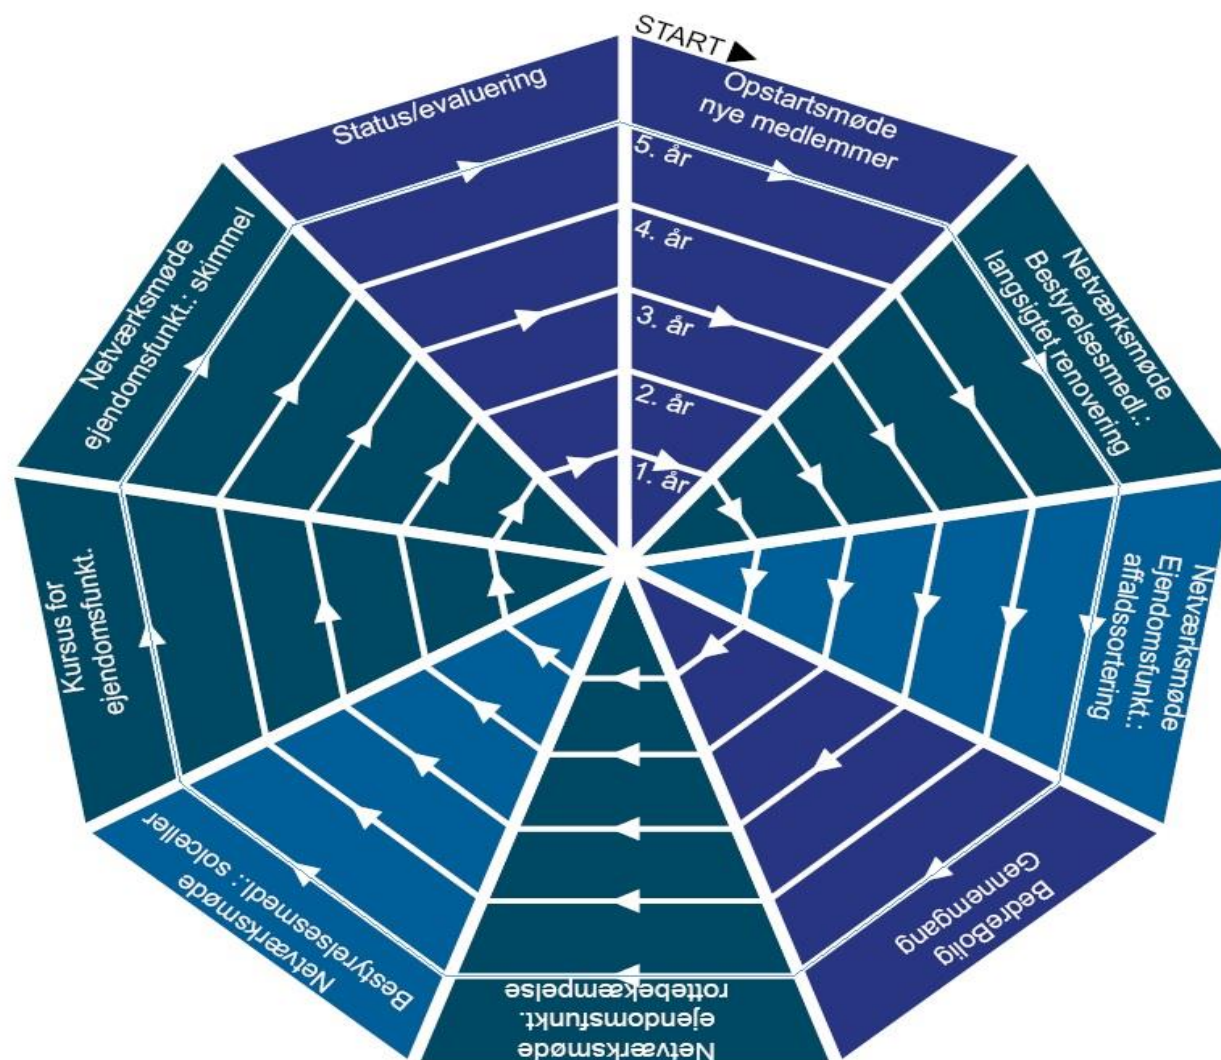 START
Opstartsmøde
nye medlemmer
Netværksmøde
Bestyrelsesmedl.:
langsigtet renovering
Netværksmøde
Ejendomsfunkt.:
affaldssortering
BedreBolig
Gennemgang
Netværksmøde
ejendomsfunkt.
rottebekæmpelse
Netværksmøde
Bestyrelsesmedl.: solceller
Kursus for
ejendomsfunkt.
Netværksmøde
ejendomsfunkt.: skimmel
Status/evaluering
5. år
4. år
3. år
2. år
1. år